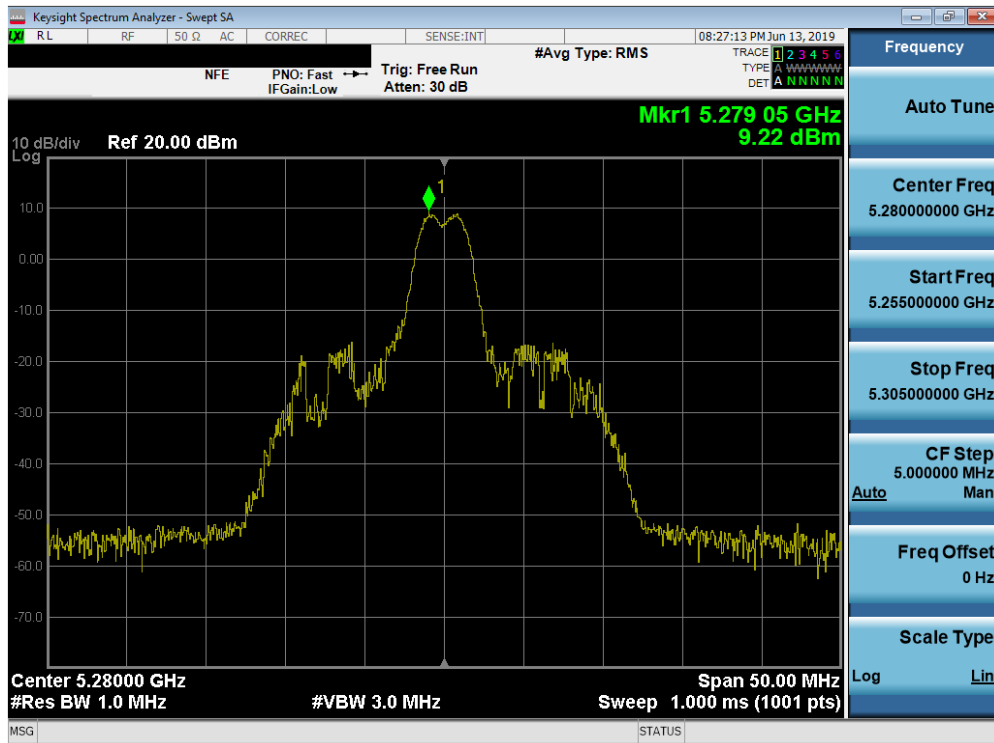 Keysight Spectrum Analyzer - Swept SA
LXI RL RF 50 Ω AC CORREC SENSE:INT 08:27:13 PM Jun 13, 2019
#Avg Type: RMS TRACE 1 2 3 4 5 6
NFE PNO: Fast Trig: Free Run TYPE A WWWWW
IFGain:Low Atten: 30 dB DET A N N N N N
Mkr1 5.279 05 GHz
9.22 dBm
10 dB/div Ref 20.00 dBm
Log
1
10.0
0.00
-10.0
-20.0
-30.0
-40.0
-50.0
-60.0
-70.0
Center 5.28000 GHz Span 50.00 MHz
#Res BW 1.0 MHz #VBW 3.0 MHz Sweep 1.000 ms (1001 pts)
MSG STATUS
Frequency
Auto Tune
Center Freq
5.280000000 GHz
Start Freq
5.255000000 GHz
Stop Freq
5.305000000 GHz
CF Step
5.000000 MHz
Auto Man
Freq Offset
0 Hz
Scale Type
Log Lin